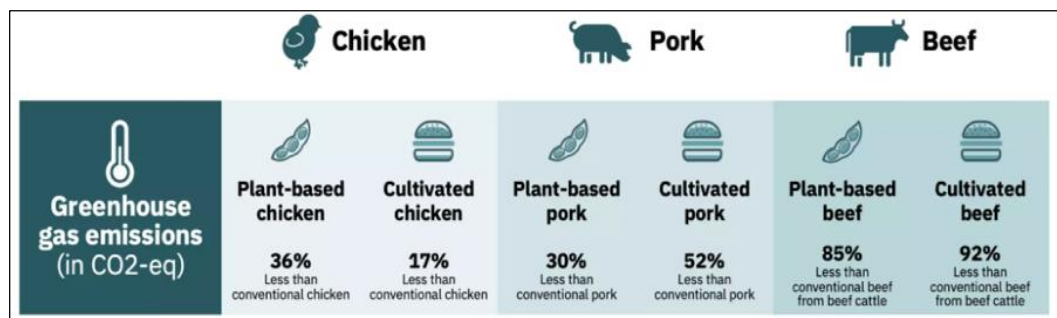 Chicken
Pork
Beef
Greenhouse
gas emissions
(in CO2-eq)
Plant-based
chicken
36%
Less than
conventional chicken
Cultivated
chicken
17%
Less than
conventional chicken
Plant-based
pork
30%
Less than
conventional pork
Cultivated
pork
52%
Less than
conventional pork
Plant-based
beef
85%
Less than
conventional beef
from beef cattle
Cultivated
beef
92%
Less than
conventional beef
from beef cattle